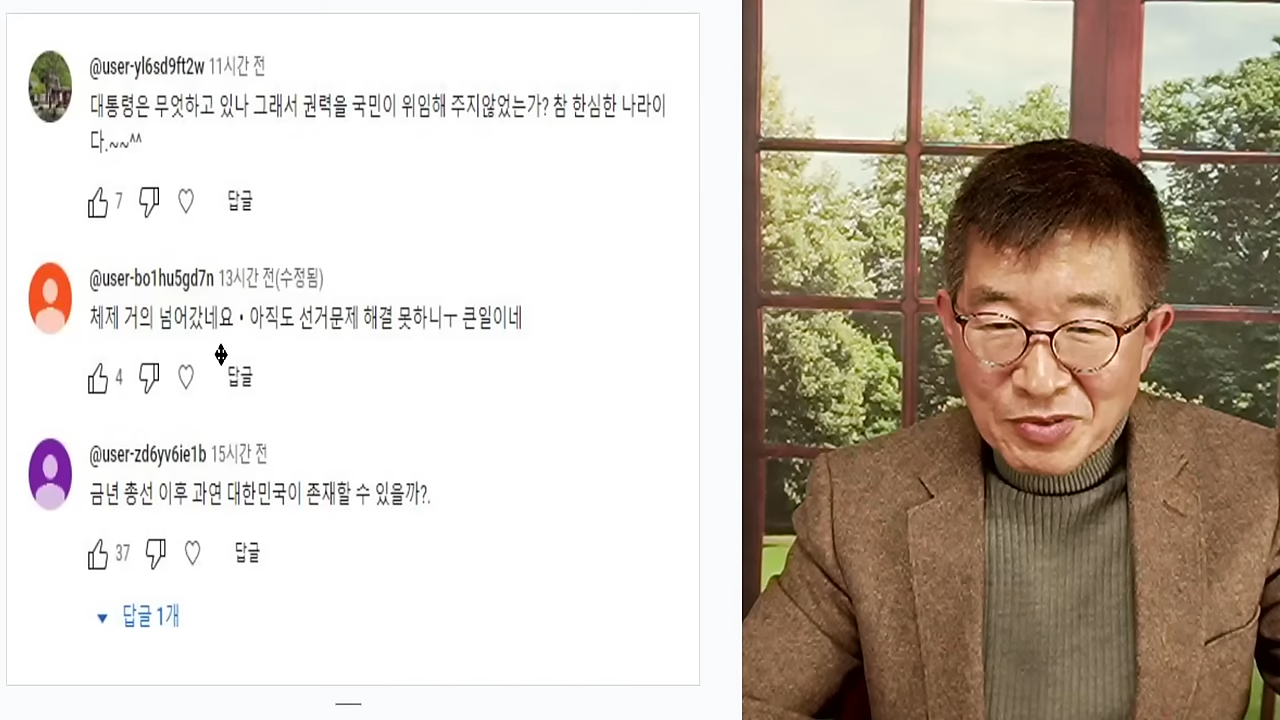 @user-yl6sd9ft2w 11시간 전
대통령은 무엇하고 있나 그래서 권력을 국민이 위임해 주지않았는가? 참 한심한 나라이
다.~~^^
7 답글
@user-bo1hu5gd7n 13시간 전(수정됨)
체제 거의 넘어갔네요 • 아직도 선거문제 해결 못하니ㅜ 큰일이네
4 답글
@user-zd6yv6ie1b 15시간 전
금년 총선 이후 과연 대한민국이 존재할 수 있을까?.
37 답글
답글 1개